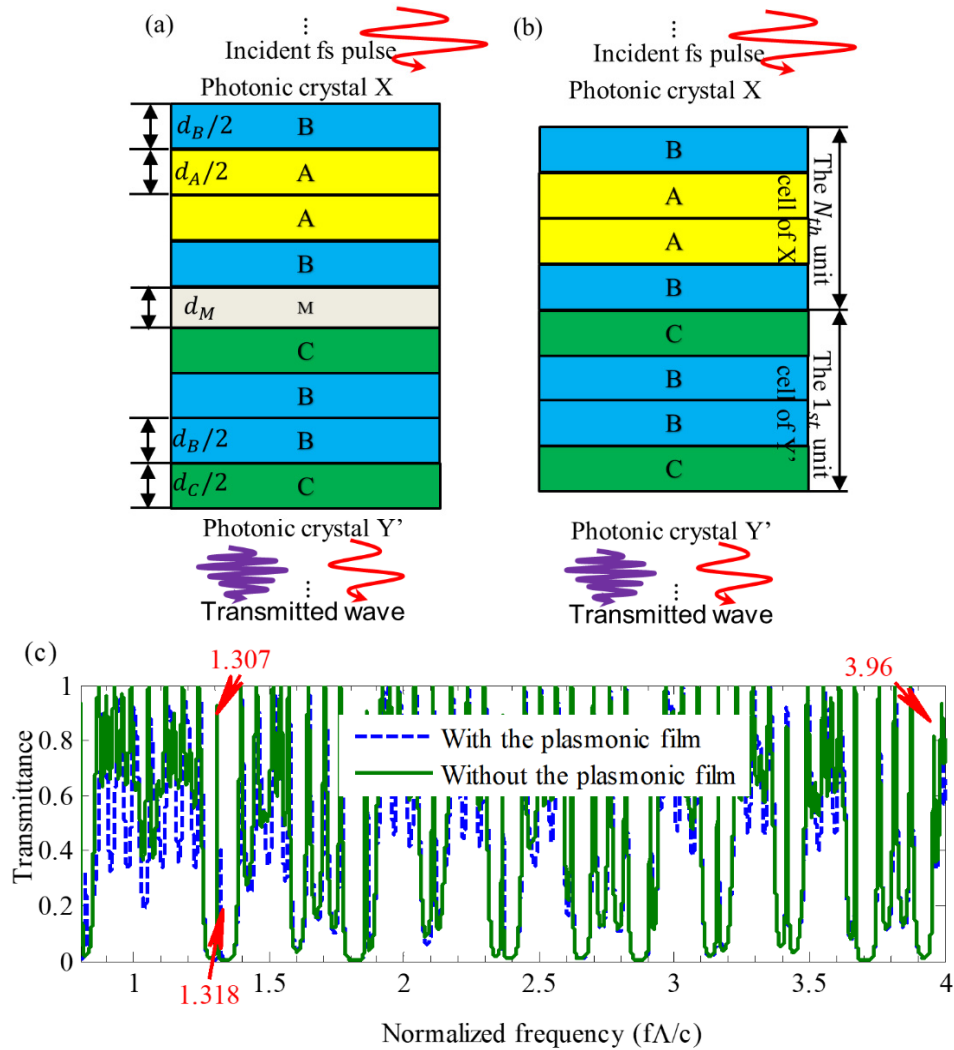 (a)
⋮
Incident fs pulse
Photonic crystal X
d_B/2
B
d_A/2
A
A
B
d_M
M
C
B
d_B/2
B
d_C/2
C
Photonic crystal Y’
⋮
Transmitted wave
(b)
⋮
Incident fs pulse
Photonic crystal X
B
A
A
B
C
B
B
C
The N_th unit
cell of X
The 1_st unit
cell of Y’
Photonic crystal Y’
⋮
Transmitted wave
(c)
1.307
3.96
1
0.8
0.6
0.4
0.2
0
Transmittance
With the plasmonic film
Without the plasmonic film
1.318
1
1.5
2
2.5
3
3.5
4
Normalized frequency (fΛ/c)